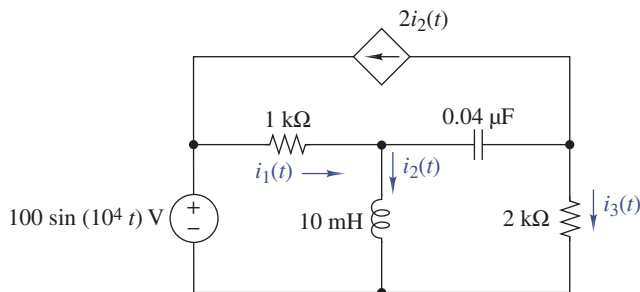 2i₂(t)
1 kΩ
0.04 µF
i₁(t)
i₂(t)
100 sin (10⁴ t) V
+
−
10 mH
2 kΩ
i₃(t)